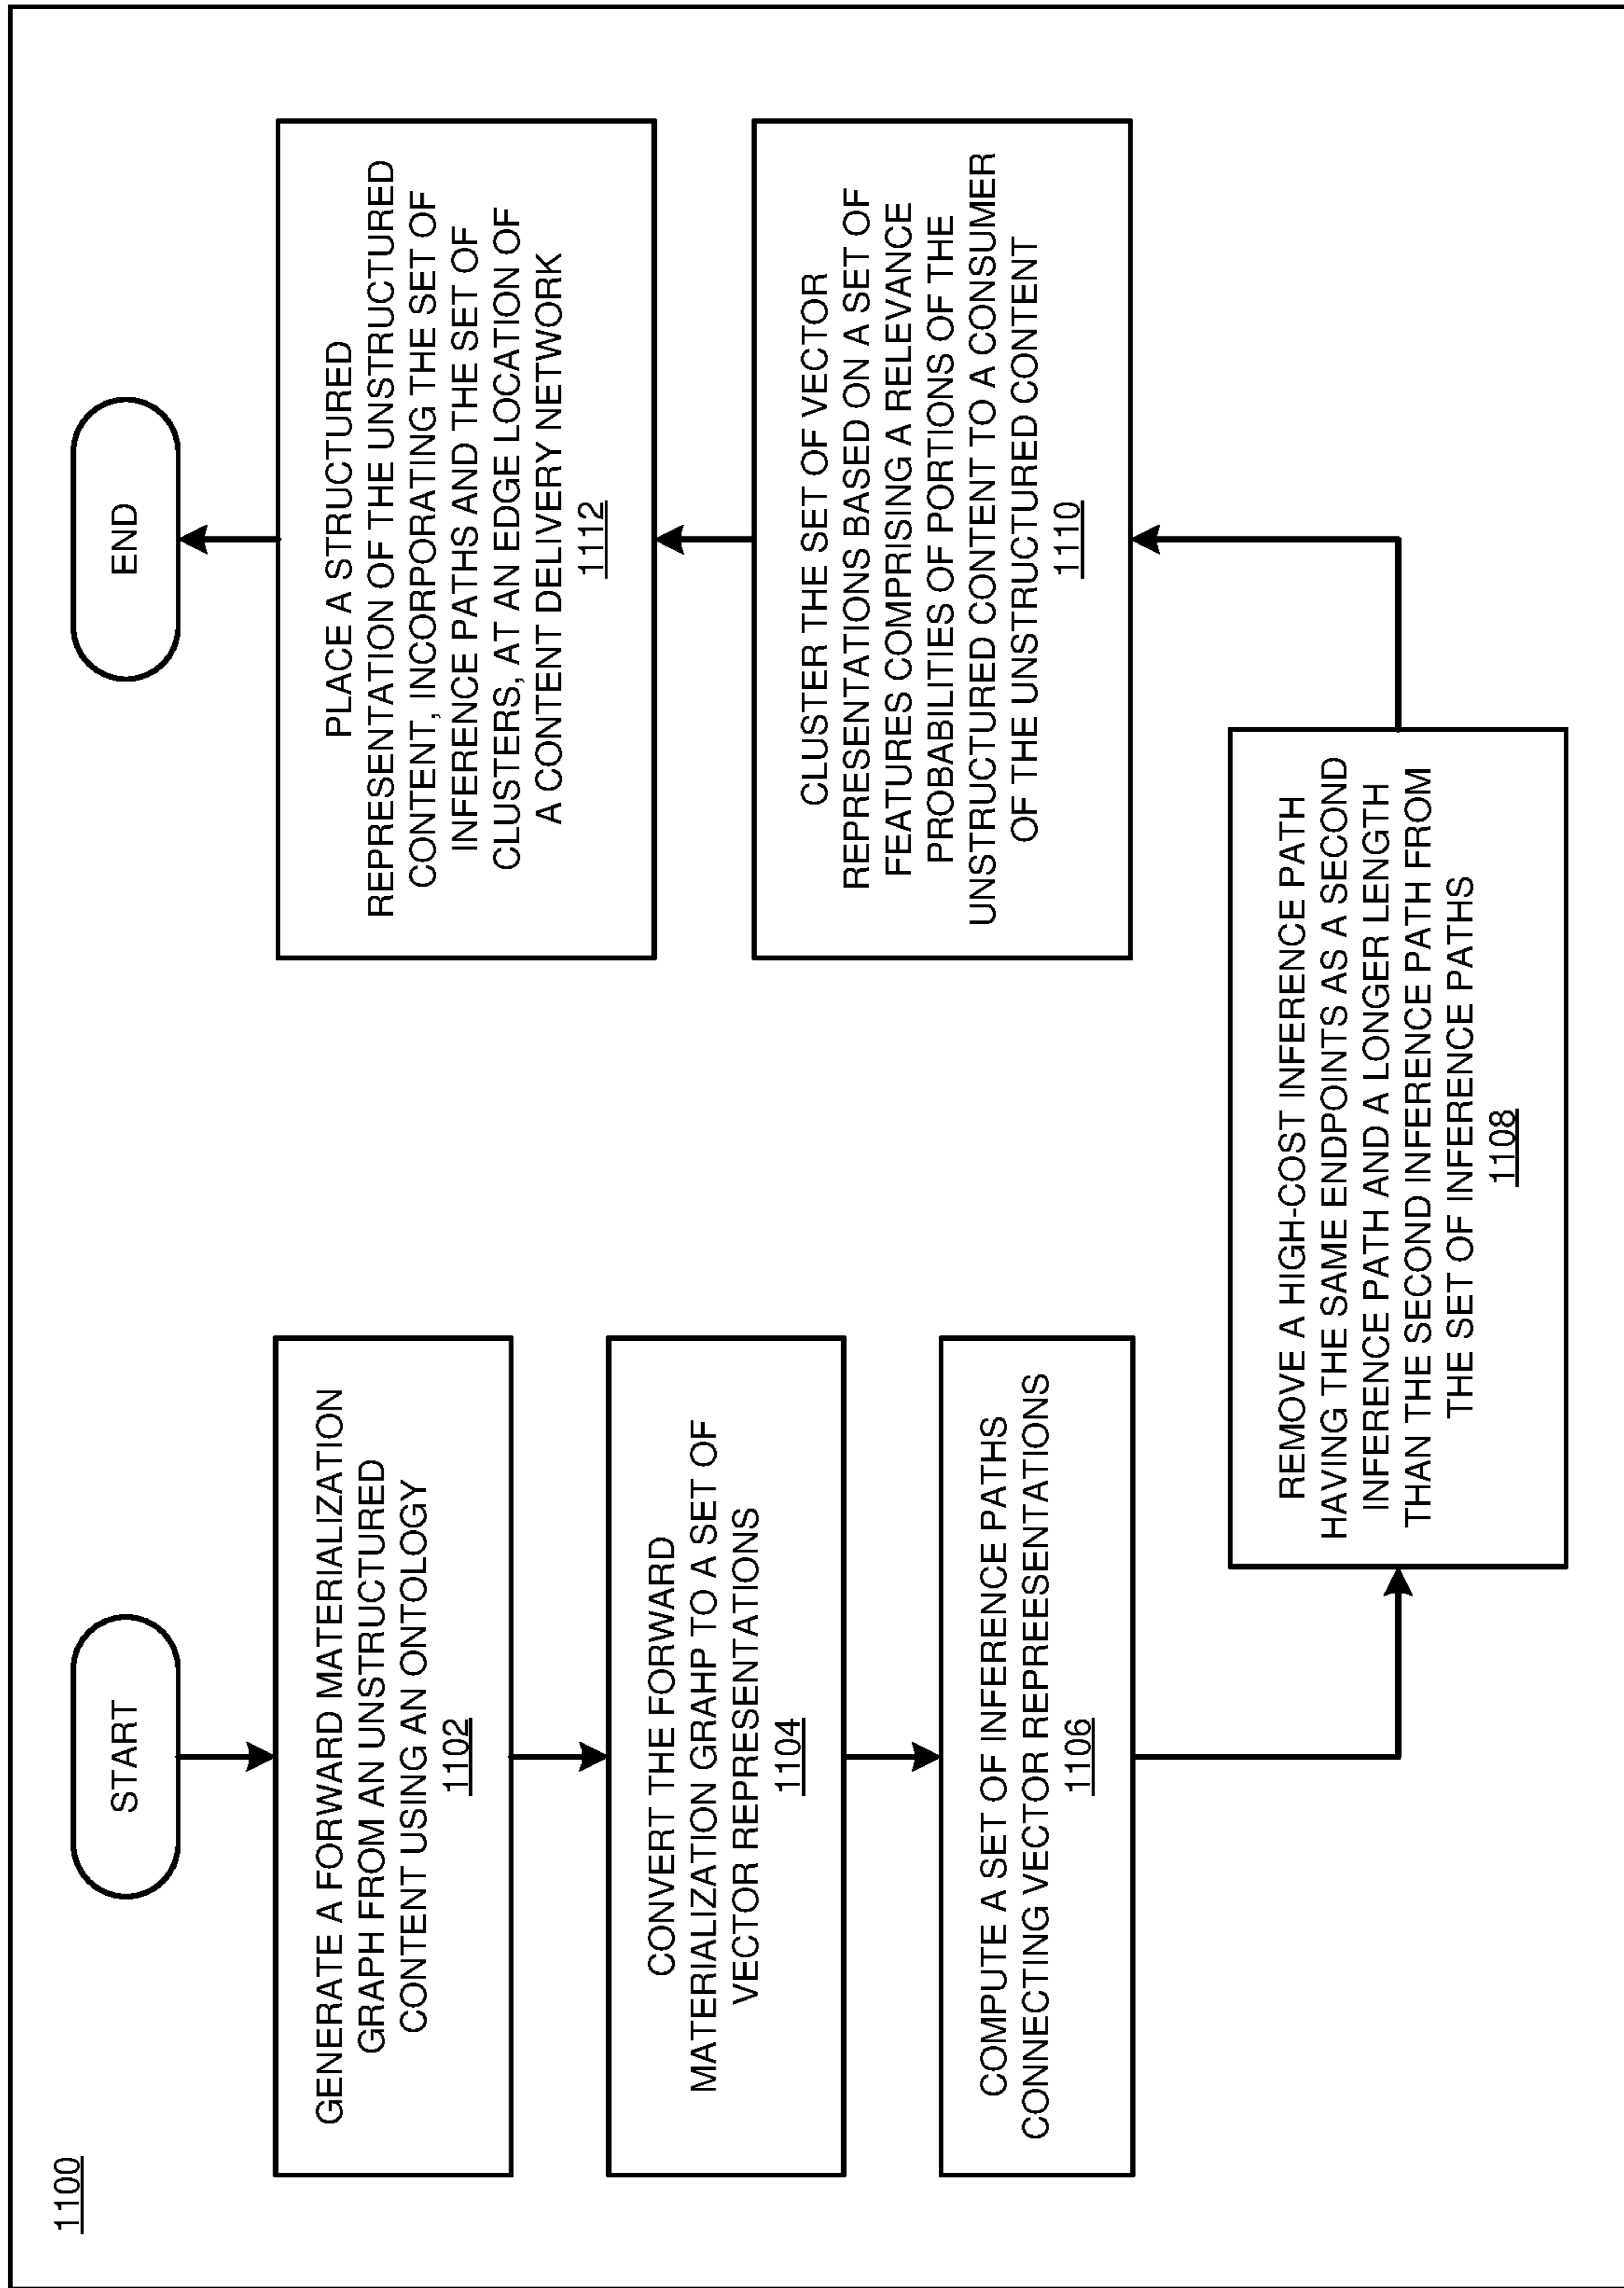 1100
START
GENERATE A FORWARD MATERIALIZATION
GRAPH FROM AN UNSTRUCTURED
CONTENT USING AN ONTOLOGY
1102
CONVERT THE FORWARD
MATERIALIZATION GRAHP TO A SET OF
VECTOR REPRESENTATIONS
1104
COMPUTE A SET OF INFERENCE PATHS
CONNECTING VECTOR REPREESENTATIONS
1106
REMOVE A HIGH-COST INFERENCE PATH
HAVING THE SAME ENDPOINTS AS A SECOND
INFERENCE PATH AND A LONGER LENGTH
THAN THE SECOND INFERENCE PATH FROM
THE SET OF INFERENCE PATHS
1108
CLUSTER THE SET OF VECTOR
REPRESENTATIONS BASED ON A SET OF
FEATURES COMPRISING A RELEVANCE
PROBABILITIES OF PORTIONS OF THE
UNSTRUCTURED CONTENT TO A CONSUMER
OF THE UNSTRUCTURED CONTENT
1110
PLACE A STRUCTURED
REPRESENTATION OF THE UNSTRUCTURED
CONTENT, INCORPORATING THE SET OF
INFERENCE PATHS AND THE SET OF
CLUSTERS, AT AN EDGE LOCATION OF
A CONTENT DELIVERY NETWORK
1112
END